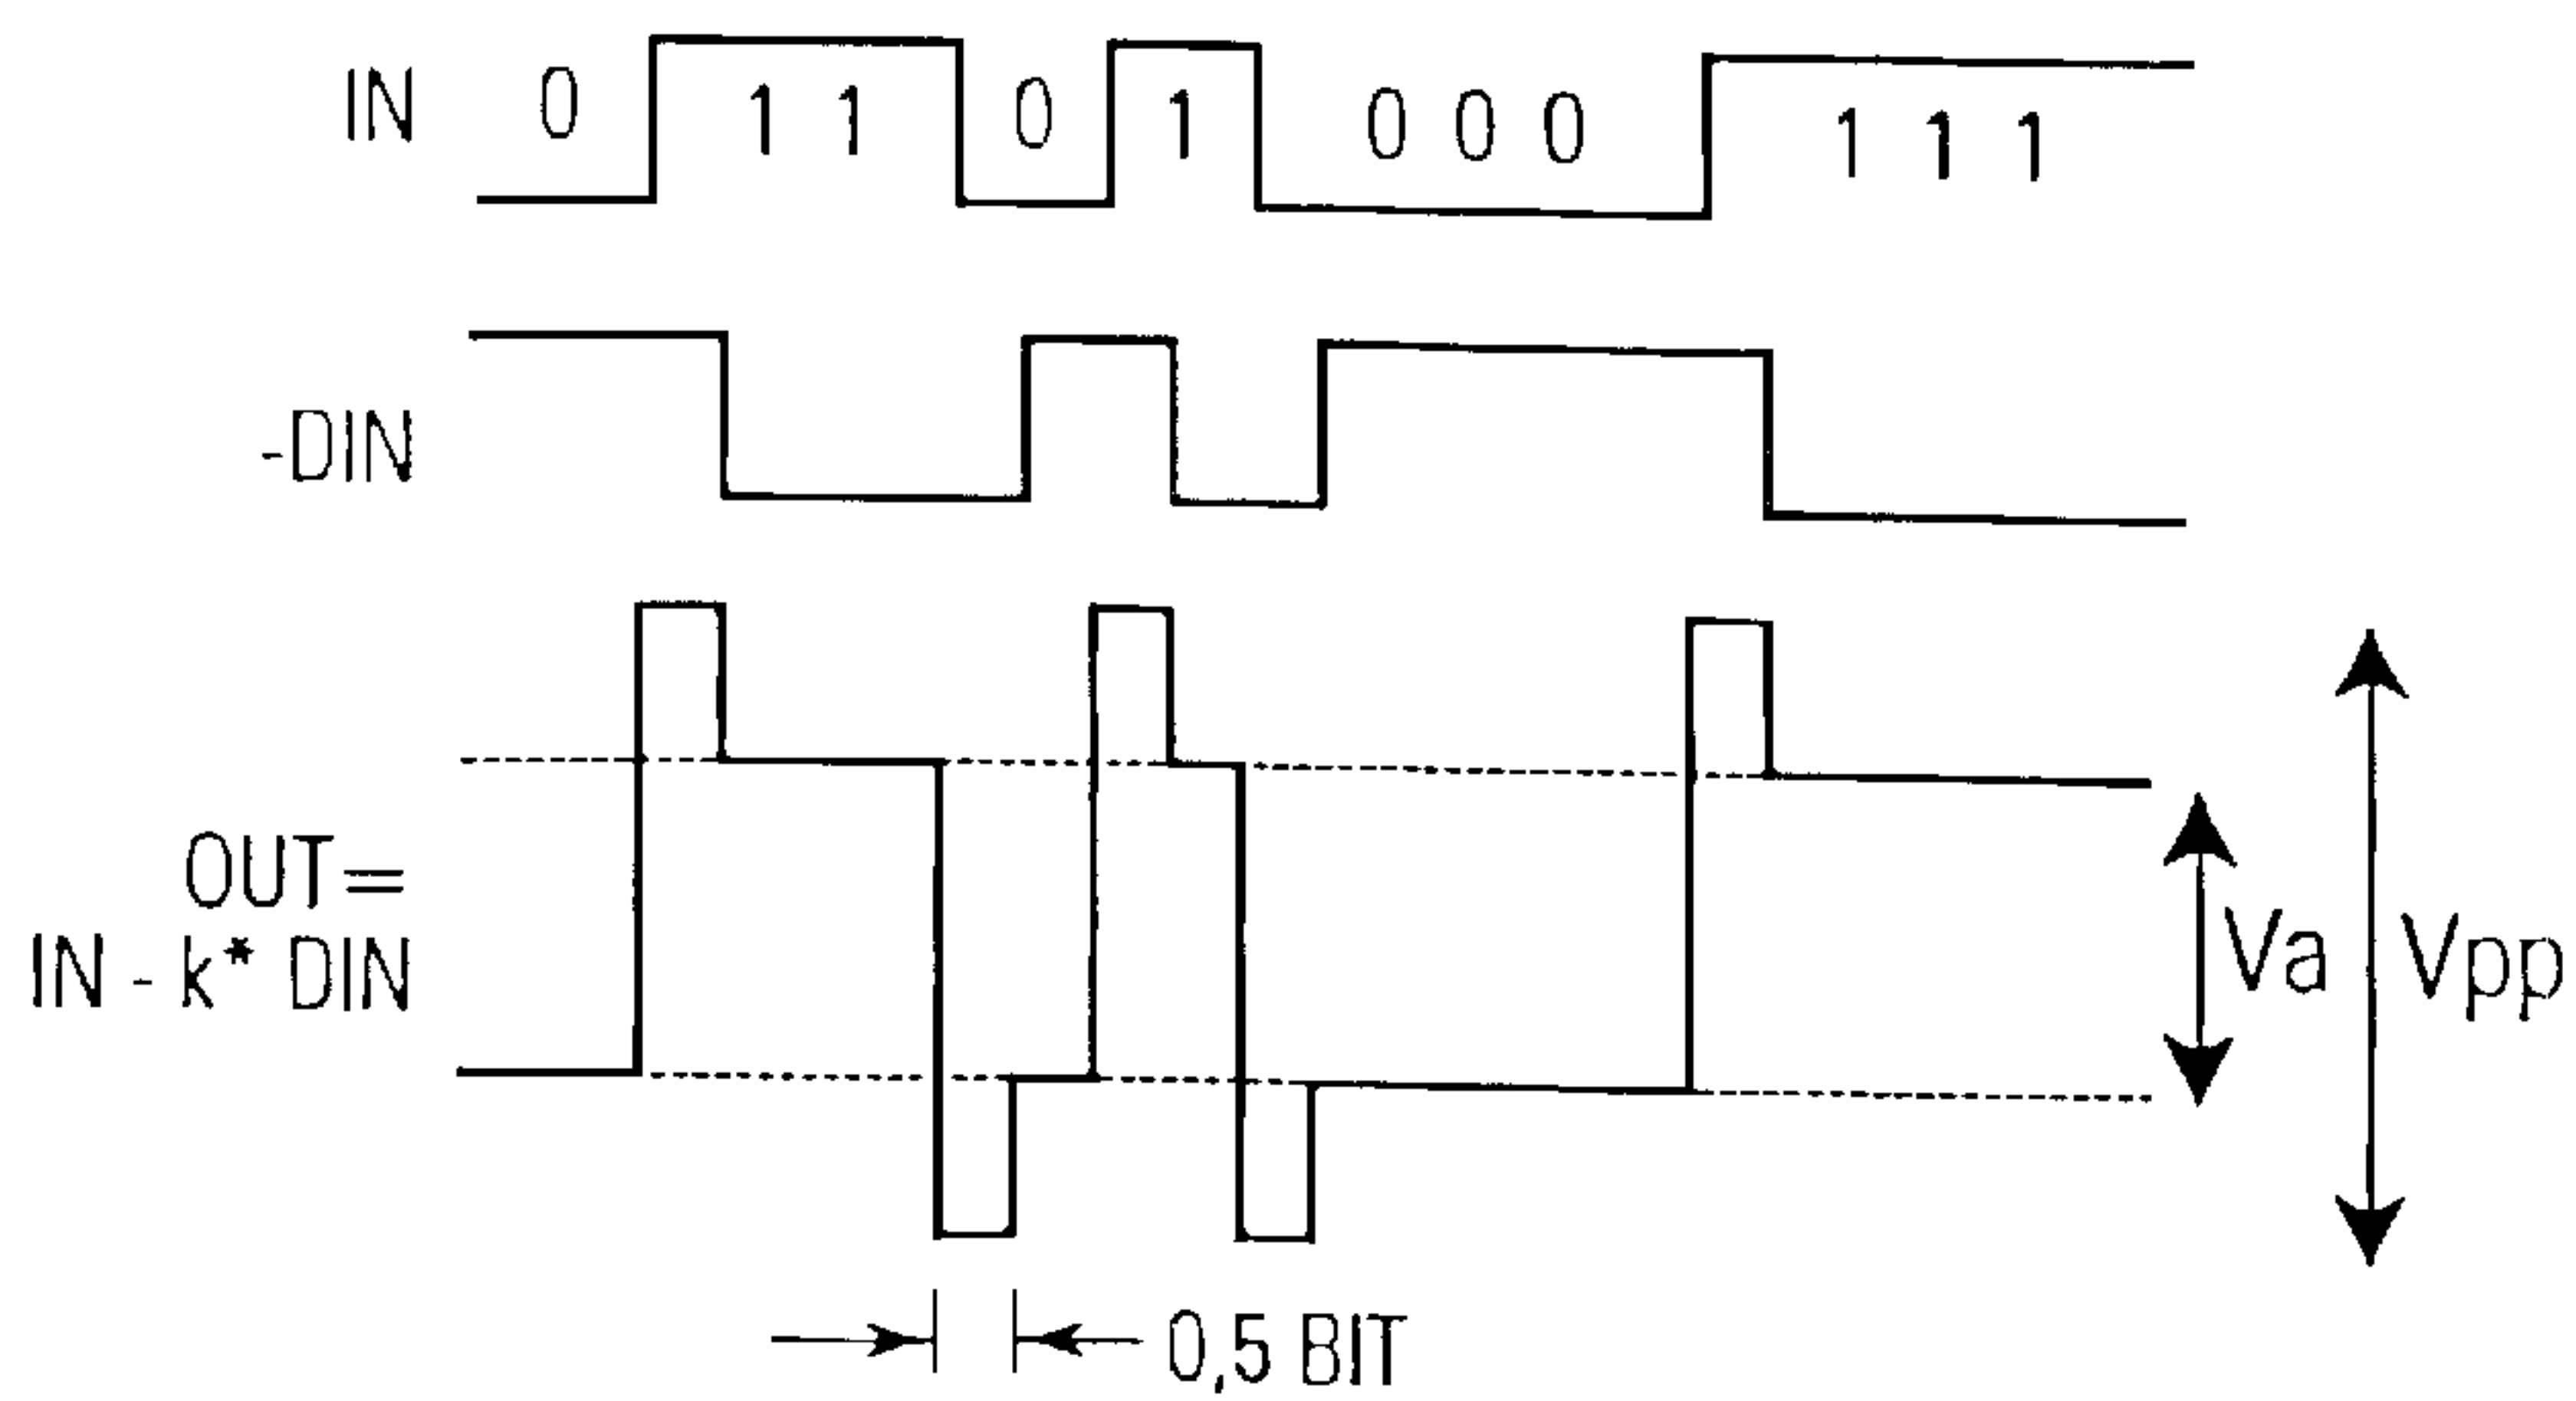 IN 0 1 1 0 1 0 0 0 1 1 1
-DIN
OUT=
IN - k* DIN
Va
Vpp
0,5 BIT